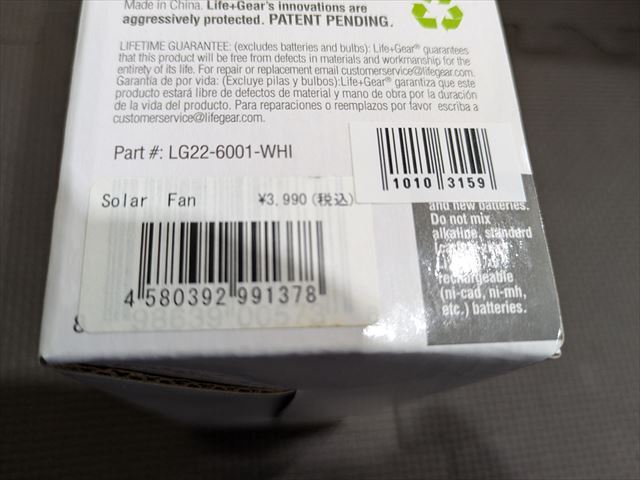 Made in China. Life+Gear's innovations are
aggressively protected. PATENT PENDING.
LIFETIME GUARANTEE: (excludes batteries and bulbs): Life+Gear® guarantees
that this product will be free from defects in materials and workmanship for the
entirety of its life. For repair or replacement email customerservice@lifegear.com.
Garantía de por vida: (Excluye pilas y bulbos):Life+Gear® garantiza que este
producto estará libre de defectos de material y mano de obra por la duración
de la vida del producto. Para reparaciones o reemplazos por favor escriba a
customerservice@lifegear.com.
Part #: LG22-6001-WHI
1010 3159
Solar Fan ¥3,990(税込)
4 580392 991378
8
and new batteries.
Do not mix
alkaline, standard
rechargeable
(ni-cad, ni-mh,
etc.) batteries.